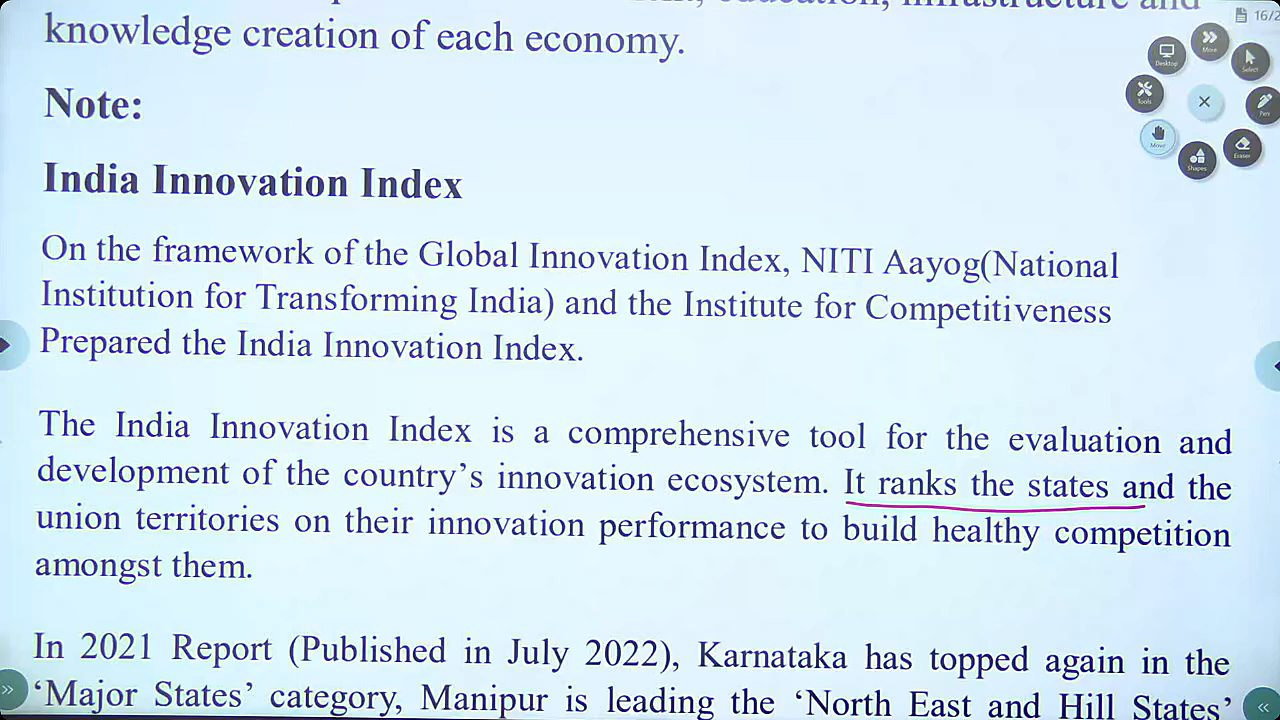 knowledge creation of each economy.
Note:
India Innovation Index
On the framework of the Global Innovation Index, NITI Aayog(National
Institution for Transforming India) and the Institute for Competitiveness
Prepared the India Innovation Index.
The India Innovation Index is a comprehensive tool for the evaluation and
development of the country’s innovation ecosystem. It ranks the states and the
union territories on their innovation performance to build healthy competition
amongst them.
In 2021 Report (Published in July 2022), Karnataka has topped again in the
‘Major States’ category, Manipur is leading the ‘North East and Hill States’
16/2
More
Desktop
Select
Tools
Pen
Move
Eraser
Shapes